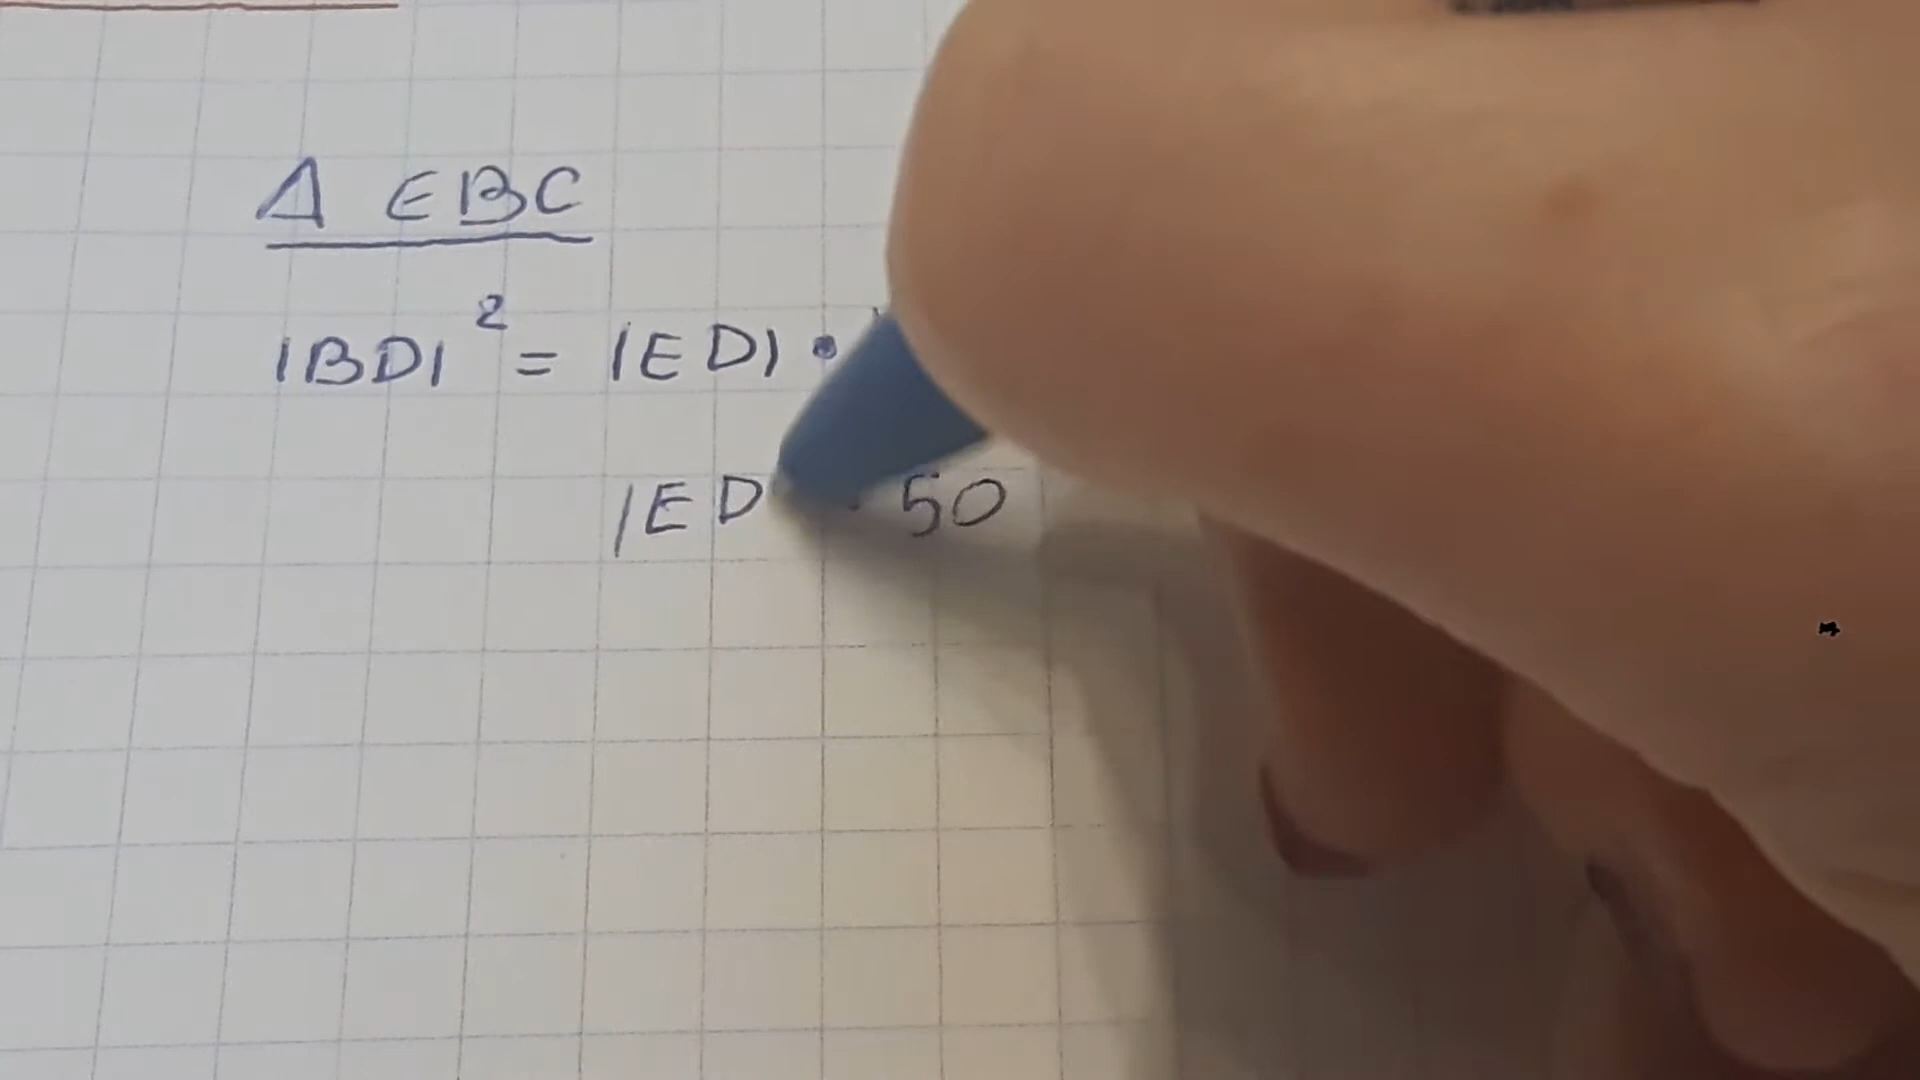 Δ EBC
|BD|² = |ED| •
|ED · 50